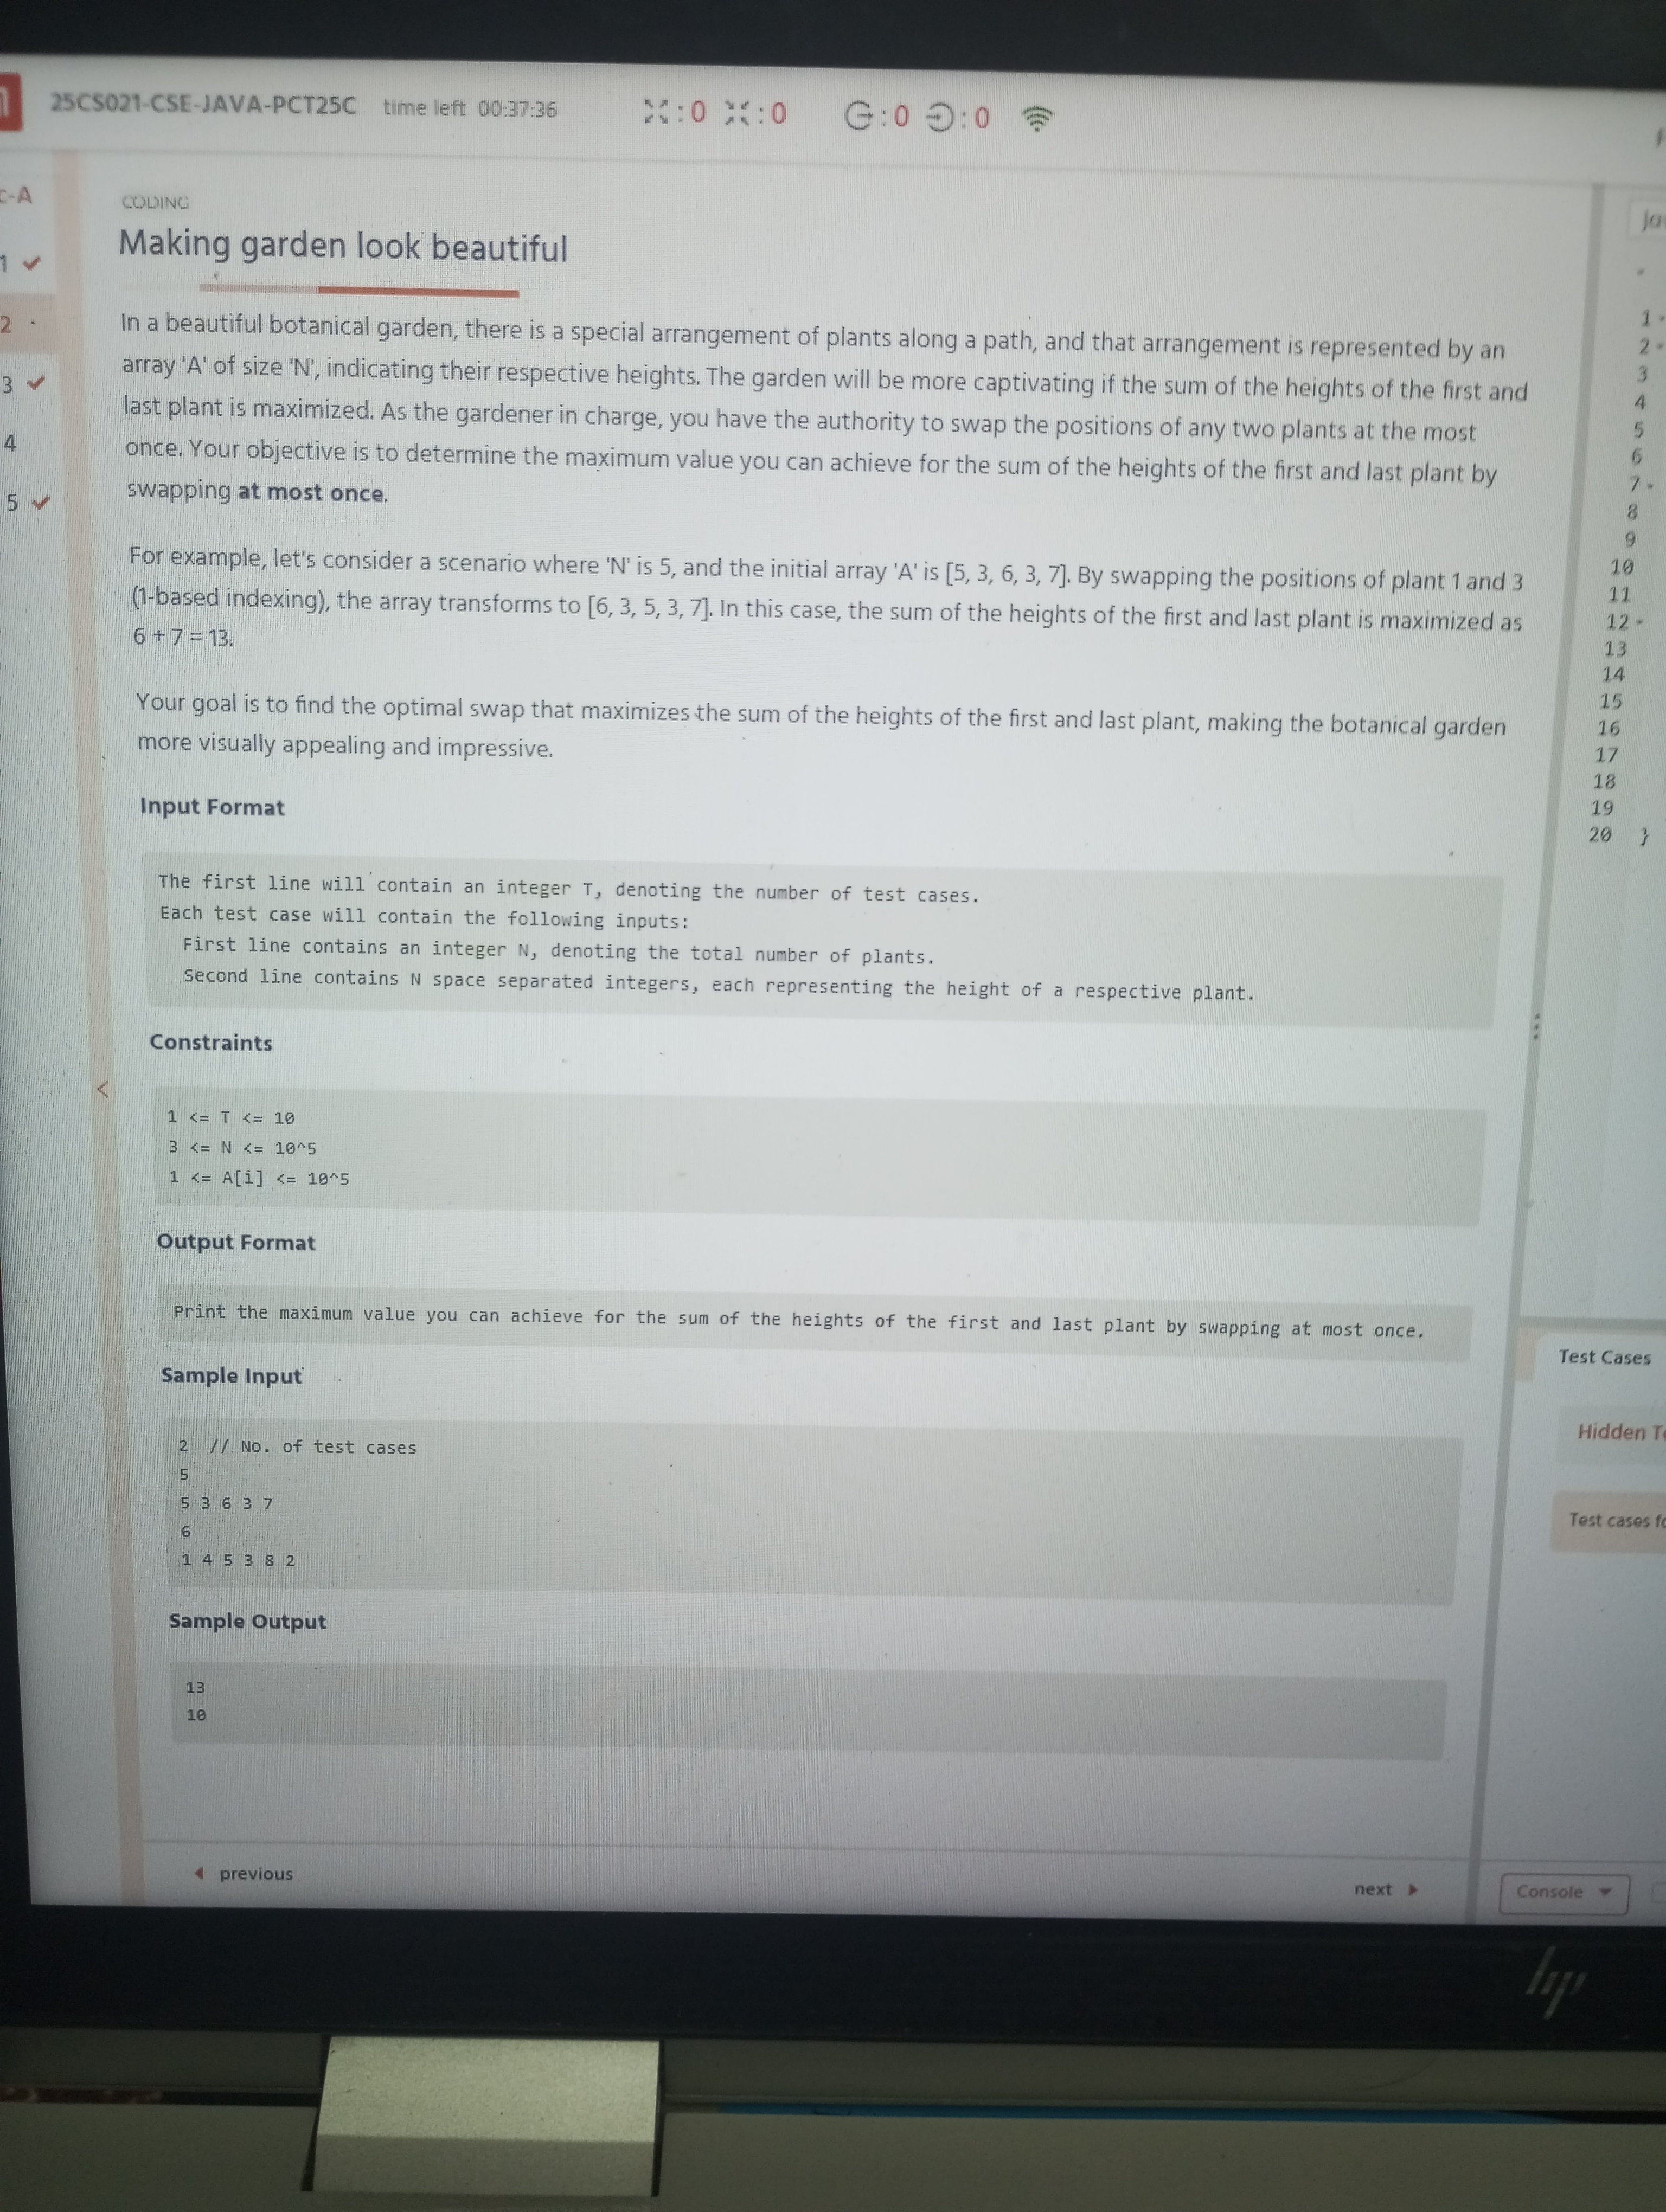 25CS021-CSE-JAVA-PCT25C time left 00:37:36 :0 :0 :0 :0
c-A
1
2
3
4
5
CODING
Making garden look beautiful
In a beautiful botanical garden, there is a special arrangement of plants along a path, and that arrangement is represented by an
array 'A' of size 'N', indicating their respective heights. The garden will be more captivating if the sum of the heights of the first and
last plant is maximized. As the gardener in charge, you have the authority to swap the positions of any two plants at the most
once. Your objective is to determine the maximum value you can achieve for the sum of the heights of the first and last plant by
swapping at most once.
For example, let's consider a scenario where 'N' is 5, and the initial array 'A' is [5, 3, 6, 3, 7]. By swapping the positions of plant 1 and 3
(1-based indexing), the array transforms to [6, 3, 5, 3, 7]. In this case, the sum of the heights of the first and last plant is maximized as
6 + 7 = 13.
Your goal is to find the optimal swap that maximizes the sum of the heights of the first and last plant, making the botanical garden
more visually appealing and impressive.
Input Format
The first line will contain an integer T, denoting the number of test cases.
Each test case will contain the following inputs:
First line contains an integer N, denoting the total number of plants.
Second line contains N space separated integers, each representing the height of a respective plant.
Constraints
1 <= T <= 10
3 <= N <= 10^5
1 <= A[i] <= 10^5
Output Format
Print the maximum value you can achieve for the sum of the heights of the first and last plant by swapping at most once.
Sample Input
2 // No. of test cases
5
5 3 6 3 7
6
1 4 5 3 8 2
Sample Output
13
10
previous
next
1
2
3
4
5
6
7
8
9
10
11
12
13
14
15
16
17
18
19
20 }
Test Cases
Hidden
Test cases
Console
hp